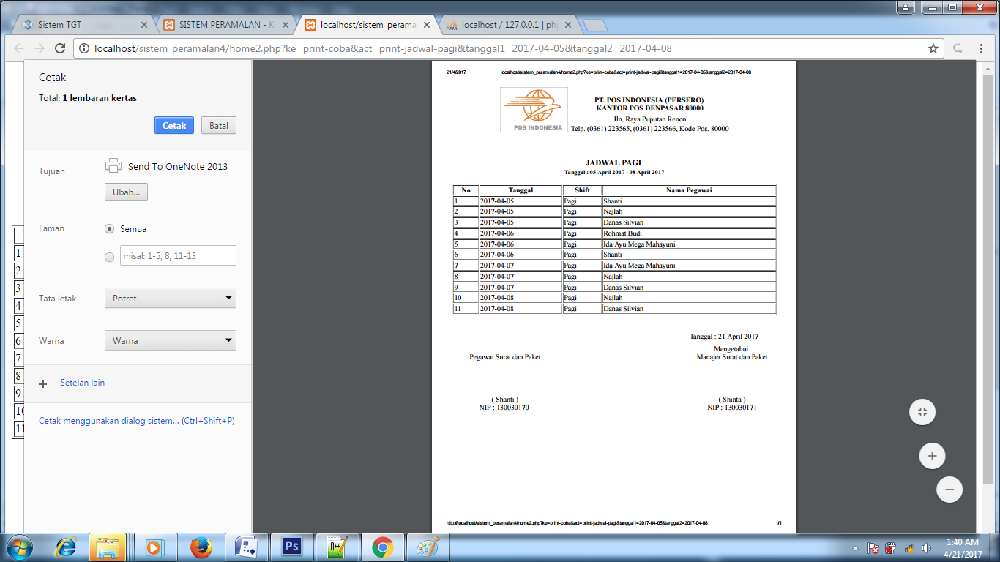 Sistem TGT
SISTEM PERAMALAN - K
localhost/sistem_perama
localhost / 127.0.0.1 | ph
localhost/sistem_peramalan4/home2.php?ke=print-coba&act=print-jadwal-pagi&tanggal1=2017-04-05&tanggal2=2017-04-08
Cetak
Total: 1 lembaran kertas
Cetak Batal
Tujuan Send To OneNote 2013
Ubah...
Laman Semua
misal: 1-5, 8, 11-13
Tata letak Potret
Warna Warna
Setelan lain
Cetak menggunakan dialog sistem... (Ctrl+Shift+P)
1
2
3
4
5
6
7
8
9
10
11
21/4/2017 localhost/sistem_peramalan4/home2.php?ke=print-coba&act=print-jadwal-pagi&tanggal1=2017-04-05&tanggal2=2017-04-08
POS INDONESIA
PT. POS INDONESIA (PERSERO)
KANTOR POS DENPASAR 80000
Jln. Raya Puputan Renon
Telp. (0361) 223565, (0361) 223566, Kode Pos. 80000
JADWAL PAGI
Tanggal : 05 April 2017 - 08 April 2017
No Tanggal Shift Nama Pegawai
1 2017-04-05 Pagi Shanti
2 2017-04-05 Pagi Najlah
3 2017-04-05 Pagi Danas Silvian
4 2017-04-06 Pagi Rohmat Budi
5 2017-04-06 Pagi Ida Ayu Mega Mahayuni
6 2017-04-06 Pagi Shanti
7 2017-04-07 Pagi Ida Ayu Mega Mahayuni
8 2017-04-07 Pagi Najlah
9 2017-04-07 Pagi Danas Silvian
10 2017-04-08 Pagi Najlah
11 2017-04-08 Pagi Danas Silvian
Tanggal : 21 April 2017
Mengetahui
Pegawai Surat dan Paket Manajer Surat dan Paket
( Shanti ) ( Shinta )
NIP : 130030170 NIP : 130030171
http://localhost/sistem_peramalan4/home2.php?ke=print-coba&act=print-jadwal-pagi&tanggal1=2017-04-05&tanggal2=2017-04-08 1/1
Ps
1:40 AM
4/21/2017